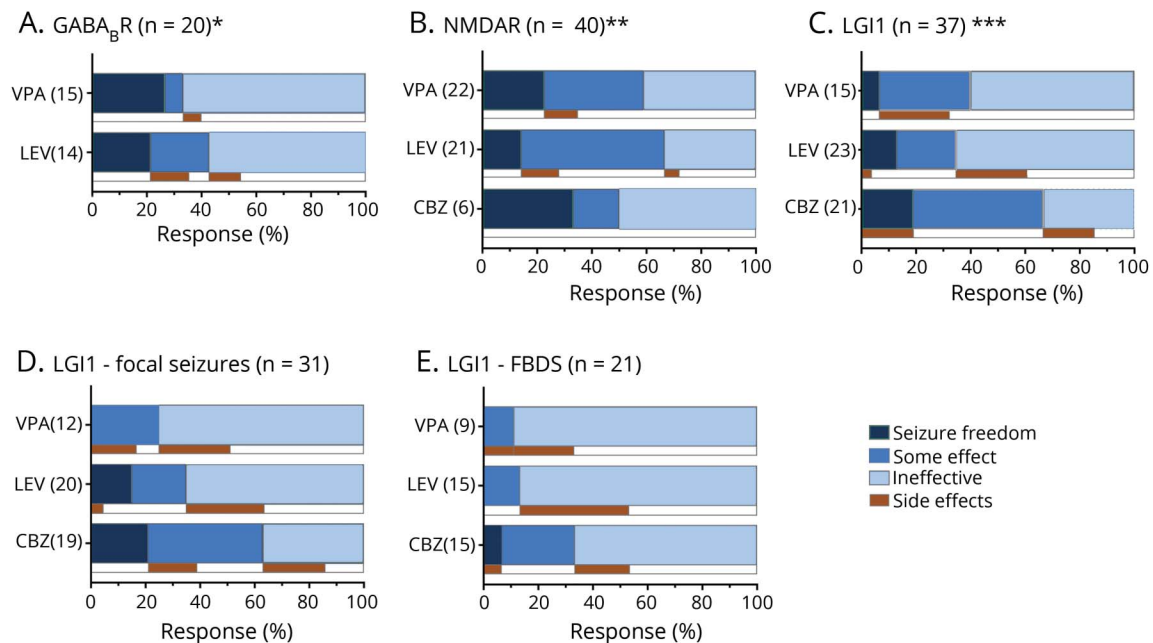 A. GABA_BR (n = 20)*
VPA (15)
LEV(14)
0 20 40 60 80 100
Response (%)
B. NMDAR (n = 40)**
VPA (22)
LEV (21)
CBZ (6)
0 20 40 60 80 100
Response (%)
C. LGI1 (n = 37) ***
VPA (15)
LEV (23)
CBZ (21)
0 20 40 60 80 100
Response (%)
D. LGI1 - focal seizures (n = 31)
VPA(12)
LEV (20)
CBZ(19)
0 20 40 60 80 100
Response (%)
E. LGI1 - FBDS (n = 21)
VPA (9)
LEV (15)
CBZ(15)
0 20 40 60 80 100
Response (%)
Seizure freedom
Some effect
Ineffective
Side effects